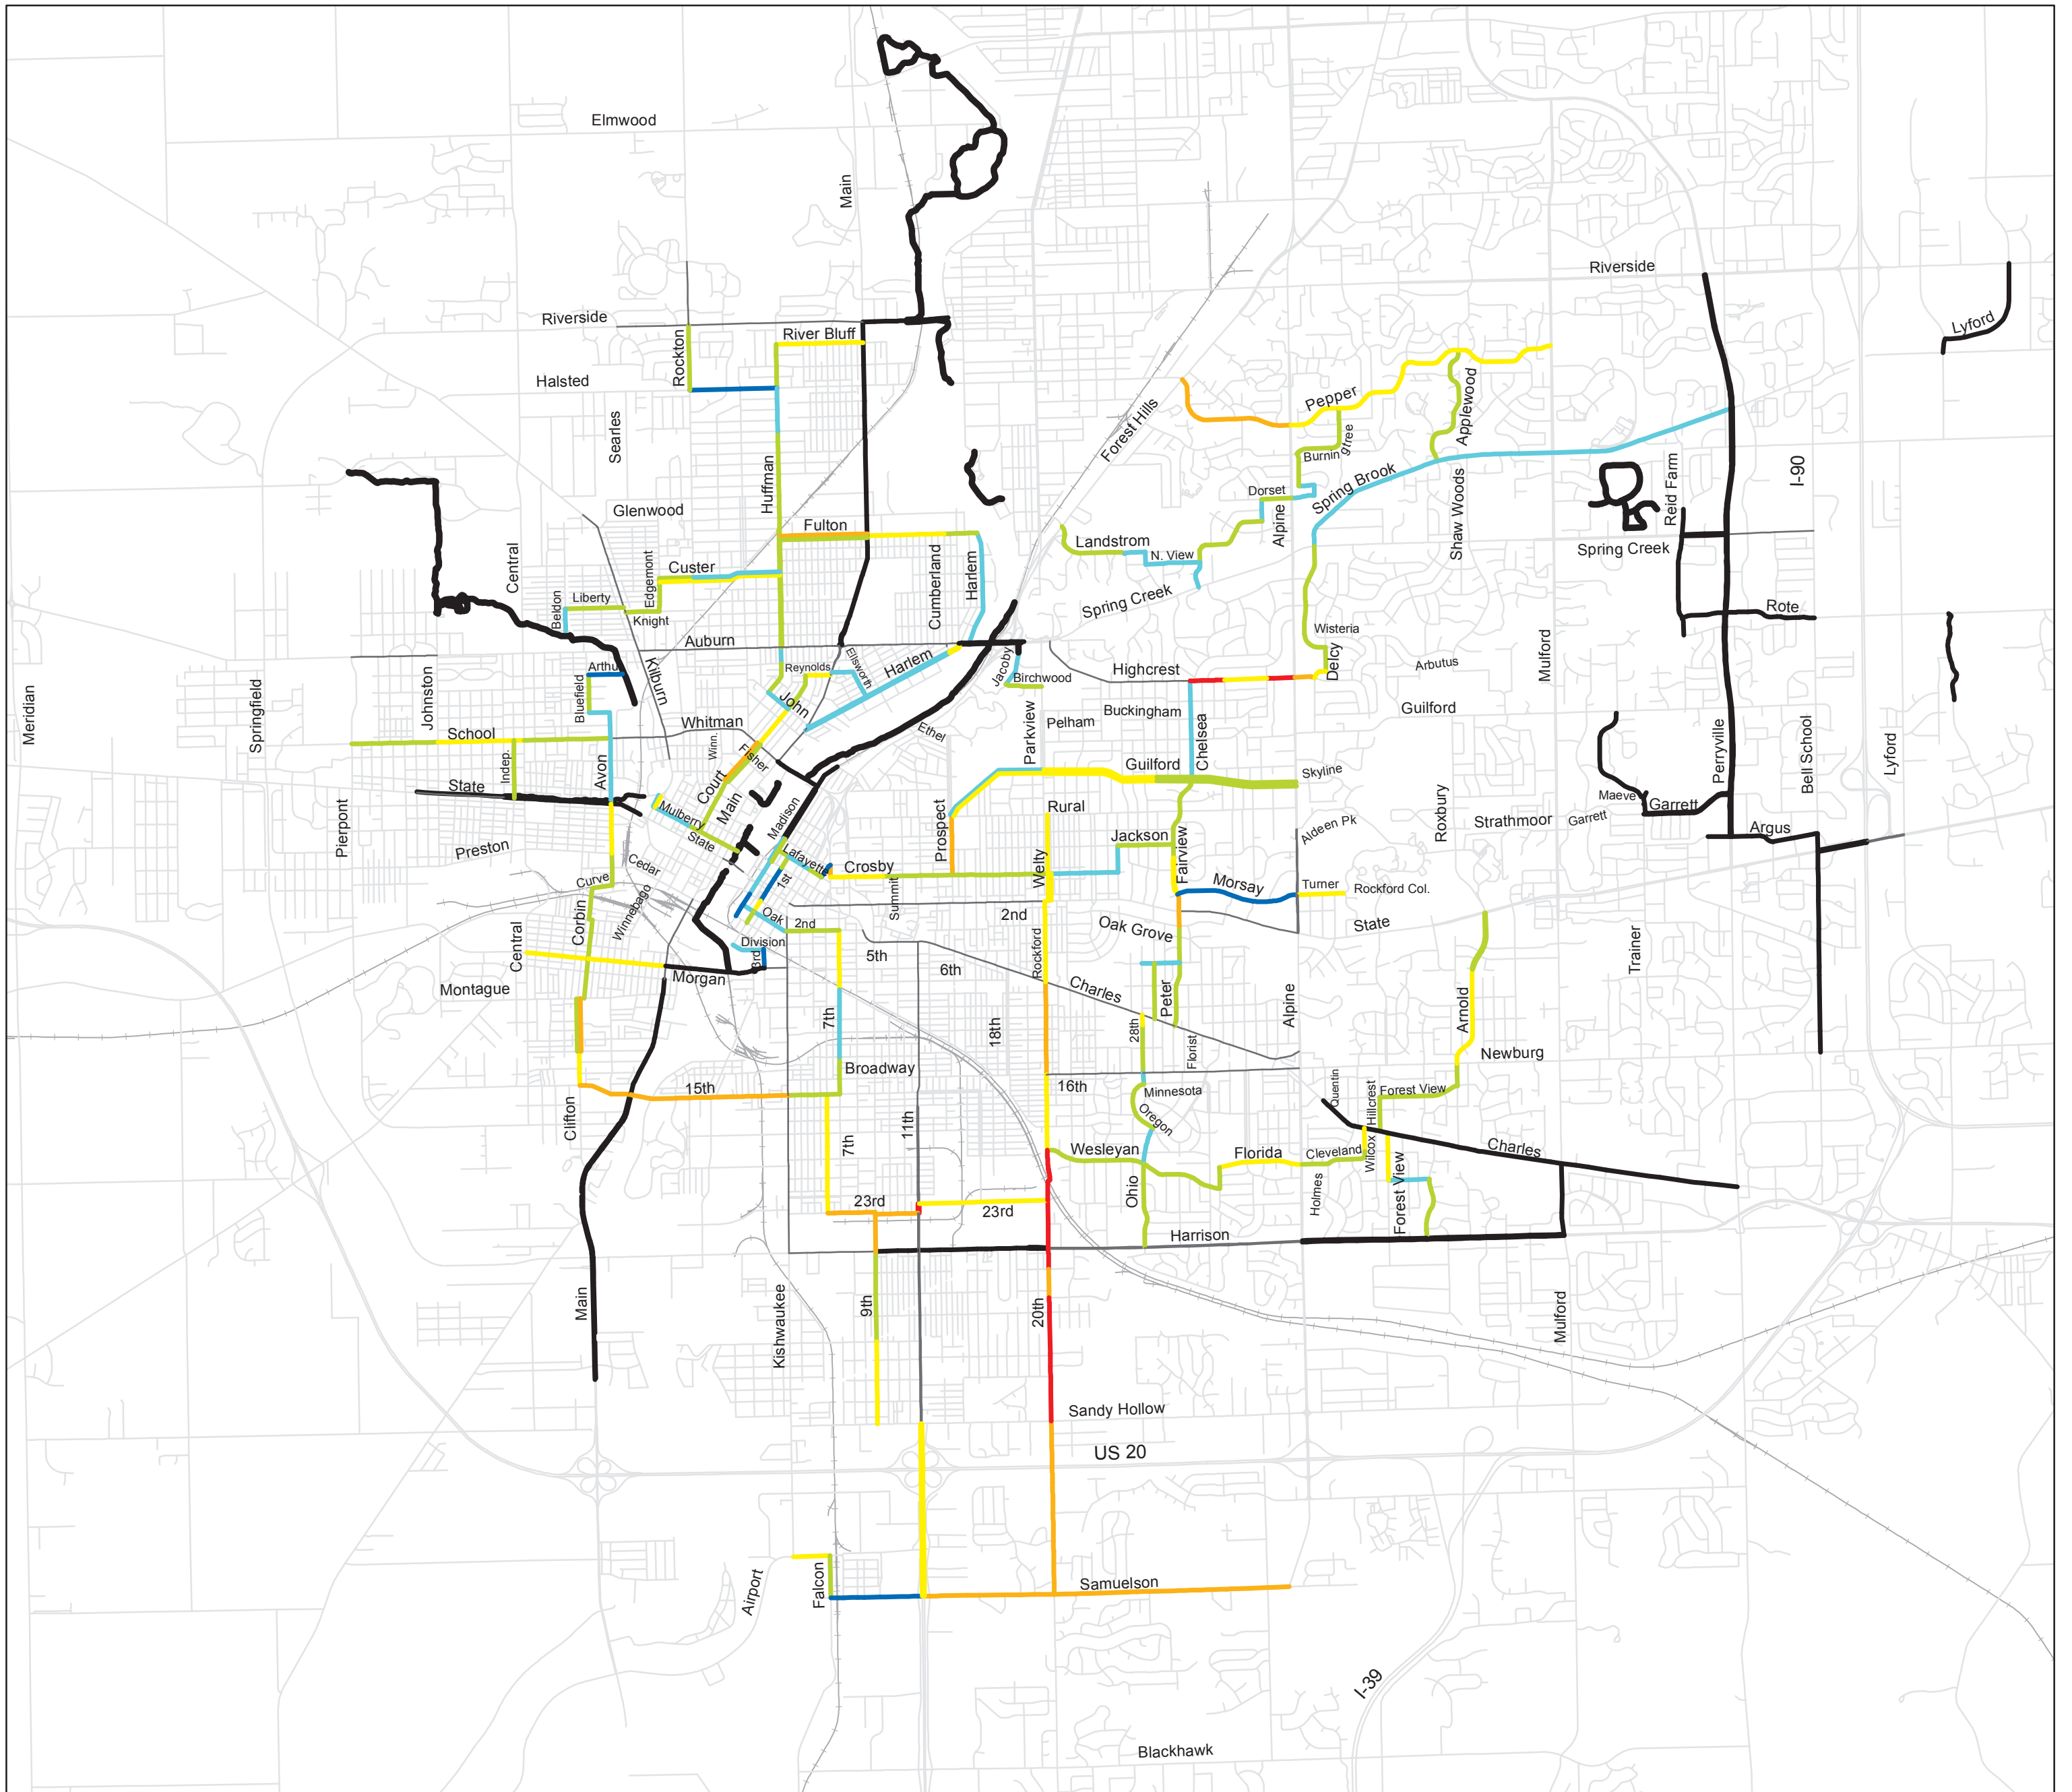 Elmwood
Main
Riverside
Riverside
Lyford
River Bluff
Rockton
Halsted
Pepper
Applewood
Forest Hills
Searles
Burnin
gtree
Huffman
Spring Brook
Dorset
Reid Farm
I-90
Glenwood
Fulton
Alpine
Shaw Woods
Landstrom
N. View
Spring Creek
Central
Edgemont
Custer
Cumberland
Harlem
Beldon
Liberty
Knight
Spring Creek
Rote
Auburn
Wisteria
Mulford
Arthu
Kilburn
Reynolds
Ellsworth
Harlem
Jacoby
Birchwood
Highcrest
Delcy
Arbutus
Meridian
Springfield
Johnston
Bluefield
John
Whitman
Ethel
Parkview
Pelham
Buckingham
Chelsea
Guilford
School
Winn.
Fisher
Perryville
Bell School
Lyford
Indep.
Avon
Court
Main
Guilford
Skyline
State
Mulberry
Madison
Rural
Maeve
Garrett
Pierpont
Preston
State
Lafayette
Crosby
Prospect
Welty
Jackson
Fairview
Aldeen Pk
Roxbury
Strathmoor
Garrett
Argus
Cedar
Curve
1st
Summit
Morsay
Turner
Rockford Col.
Winnebago
Corbin
Oak
2nd
2nd
Oak Grove
State
Central
Division
3rd
5th
6th
Rockford
Trainer
Montague
Morgan
Charles
Peter
Alpine
Arnold
7th
18th
28th
Florist
Broadway
Newburg
15th
16th
Minnesota
Quentin
Hillcrest
Forest View
Clifton
Oregon
11th
7th
Wesleyan
Florida
Cleveland
Wilcox
Charles
23rd
23rd
Ohio
Holmes
Forest View
Harrison
Main
Kishwaukee
9th
20th
Mulford
Sandy Hollow
US 20
Airport
Falcon
Samuelson
I-39
Blackhawk